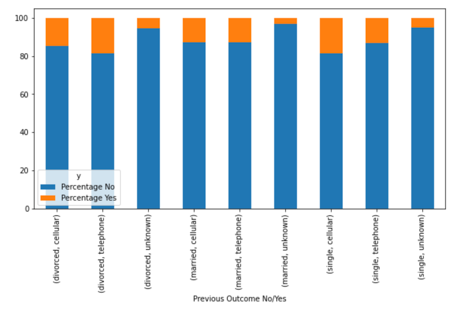 100
80
60
40
20
0
y
Percentage No
Percentage Yes
(divorced, cellular)
(divorced, telephone)
(divorced, unknown)
(married, cellular)
(married, telephone)
(married, unknown)
(single, cellular)
(single, telephone)
(single, unknown)
Previous Outcome No/Yes